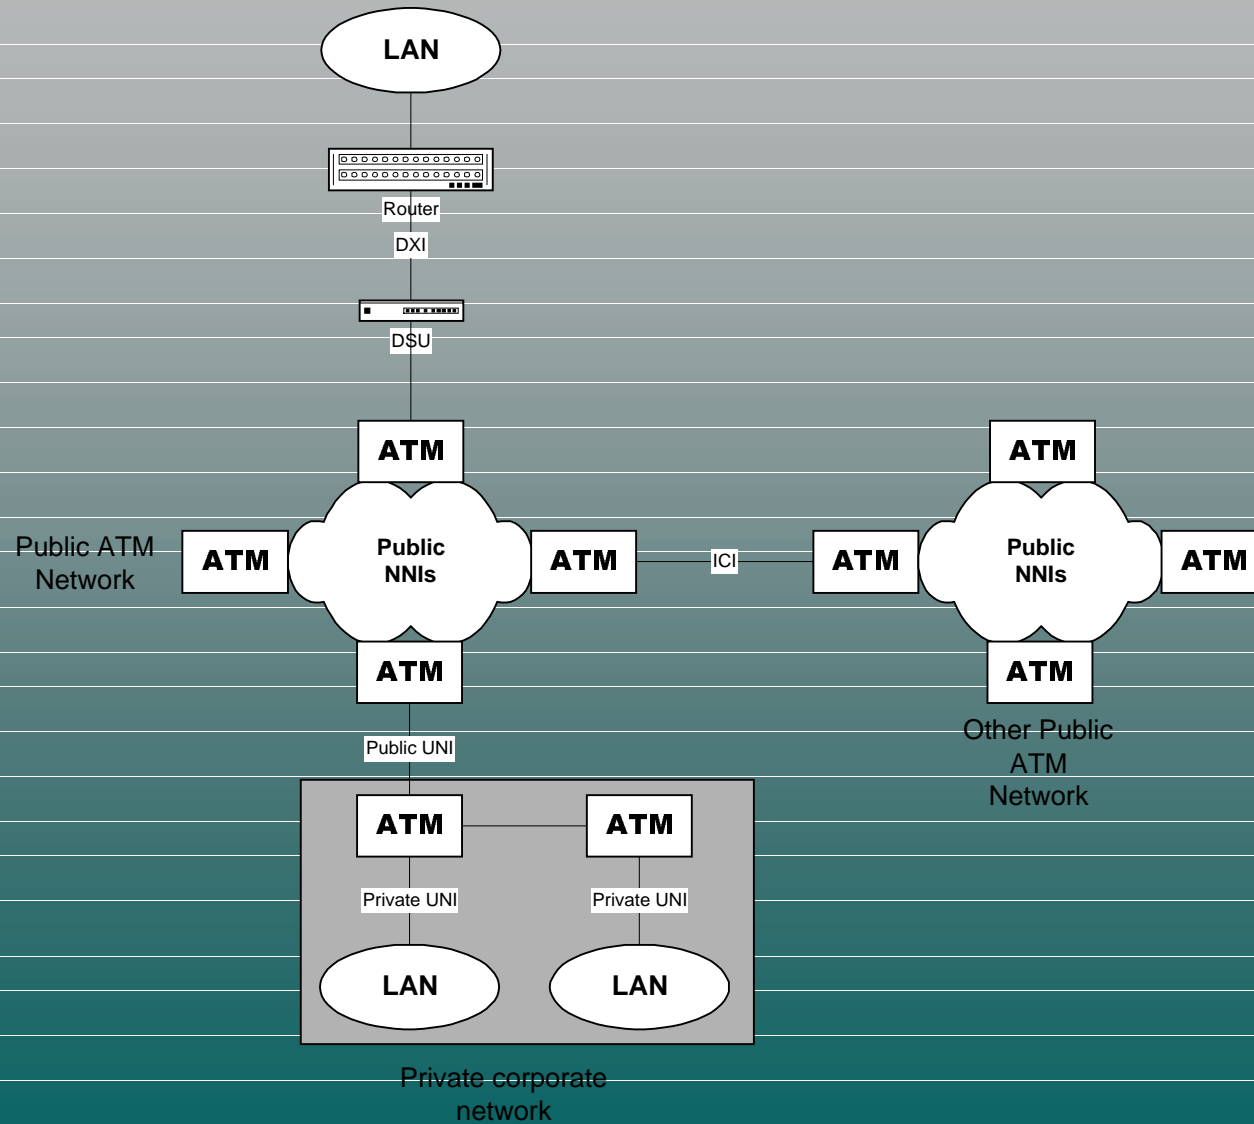 LAN
Router
DXI
DSU
ATM
ATM
Public ATM
Network
ATM
Public
NNIs
ATM
ICI
ATM
Public
NNIs
ATM
ATM
ATM
Other Public
ATM
Network
Public UNI
ATM
ATM
Private UNI
Private UNI
LAN
LAN
Private corporate
network